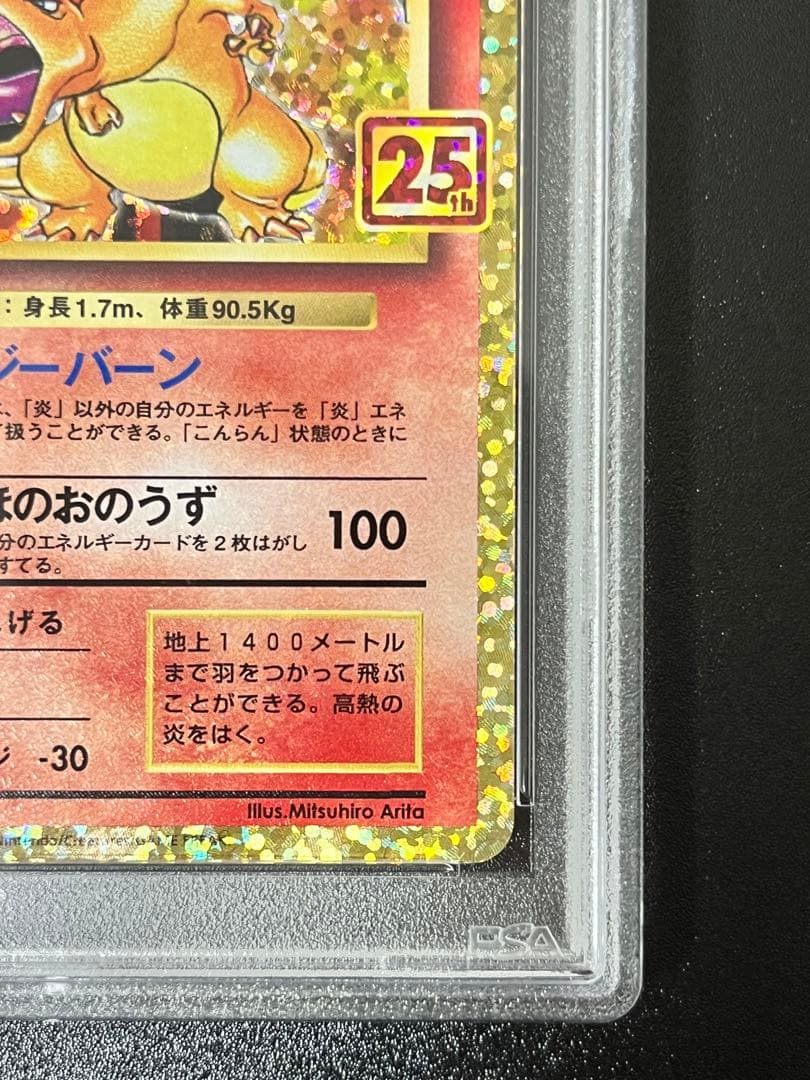 25th
：身長1.7m、体重90.5Kg
ジーバーン
、「炎」以外の自分のエネルギーを「炎」エネ
扱うことができる。「こんらん」状態のときに
ほのおのうず 100
分のエネルギーカードを２枚はがし
すてる。
げる
地上１４００メートル
まで羽をつかって飛ぶ
ことができる。高熱の
炎をはく。
-30
Illus.Mitsuhiro Arita
Nintendo/Creatures/GAME FREAK
PSA